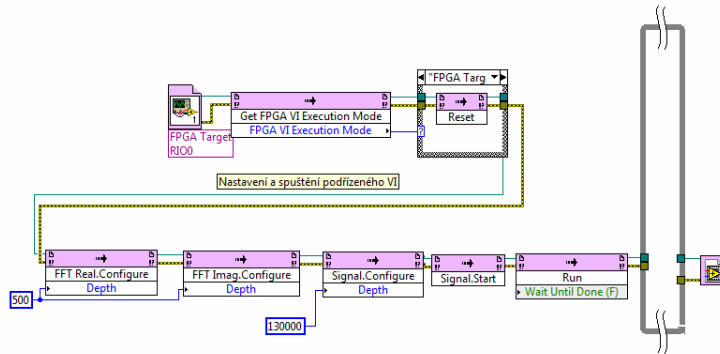 "FPGA Targ
1
Get FPGA VI Execution Mode
FPGA VI Execution Mode
?
Reset
FPGA Target
RIO0
Nastavení a spuštění podřízeného VI
FFT Real.Configure
Depth
FFT Imag.Configure
Depth
Signal.Configure
Depth
Signal.Start
Run
Wait Until Done (F)
500
130000